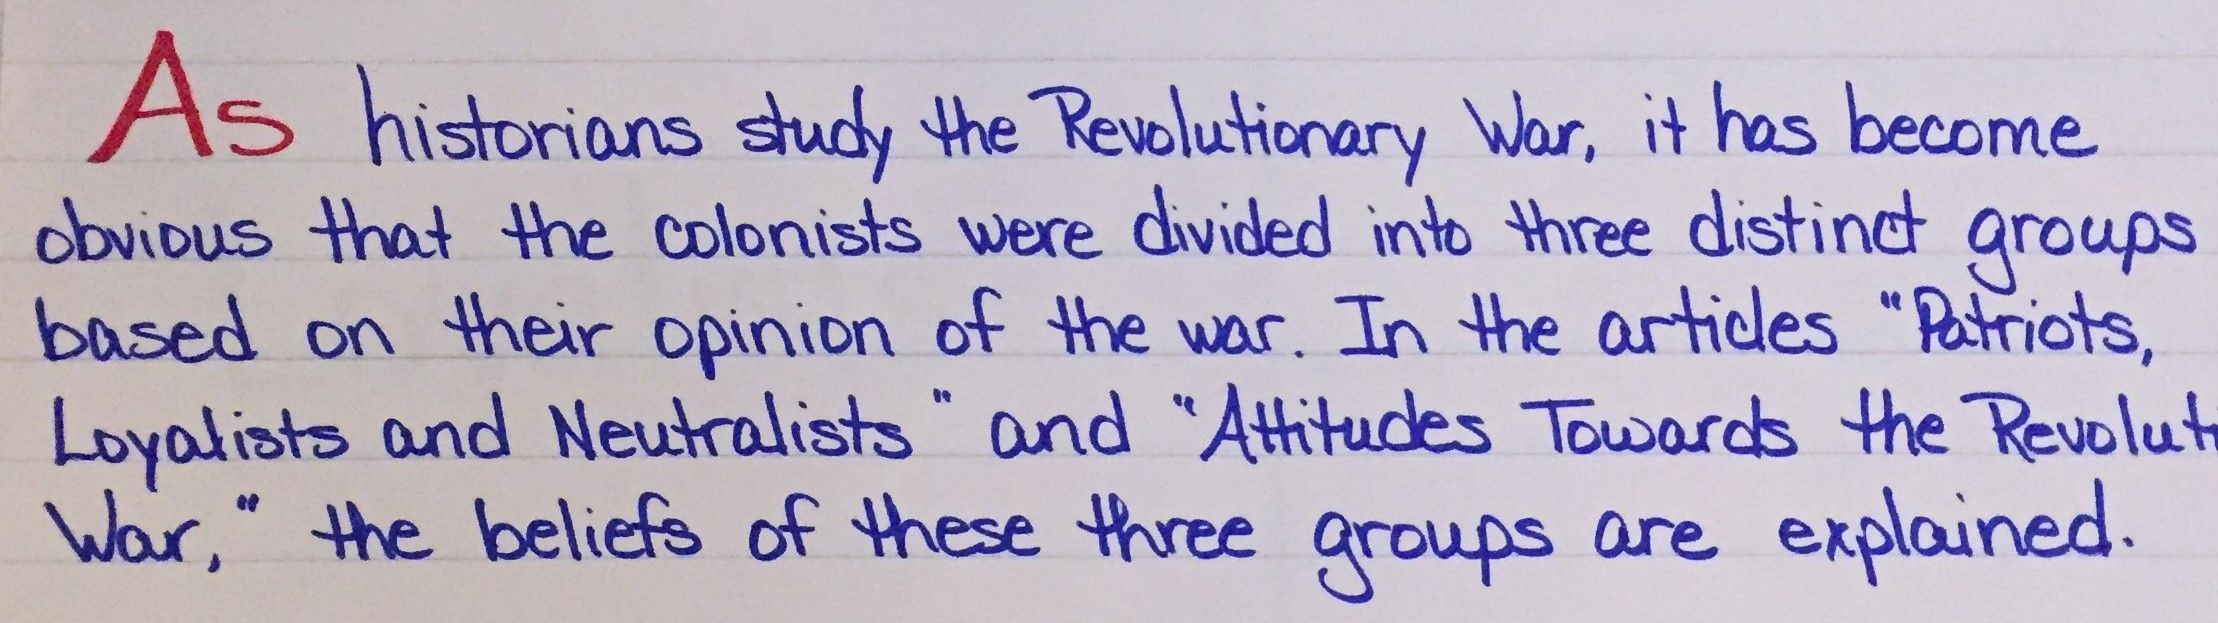 As historians study the Revolutionary War, it has become
obvious that the colonists were divided into three distinct groups
based on their opinion of the war. In the articles "Patriots,
Loyalists and Neutralists" and "Attitudes Towards the
War," the beliefs of these three groups are explained.